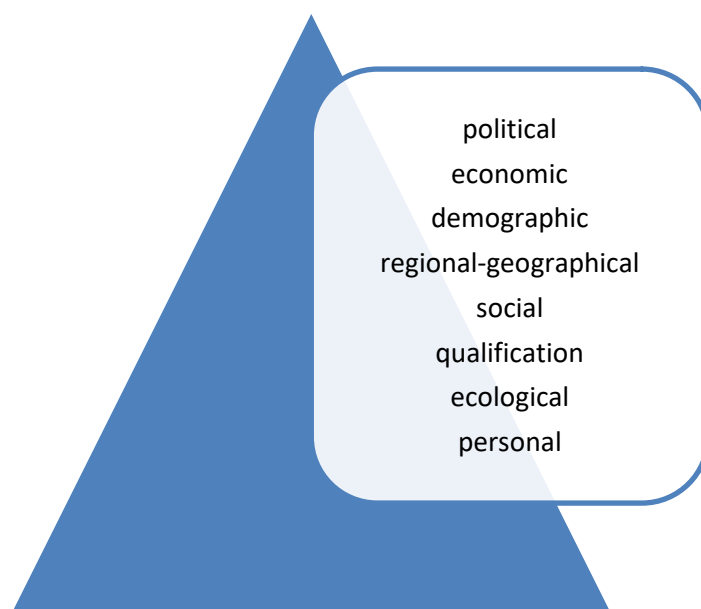 political
economic
demographic
regional-geographical
social
qualification
ecological
personal